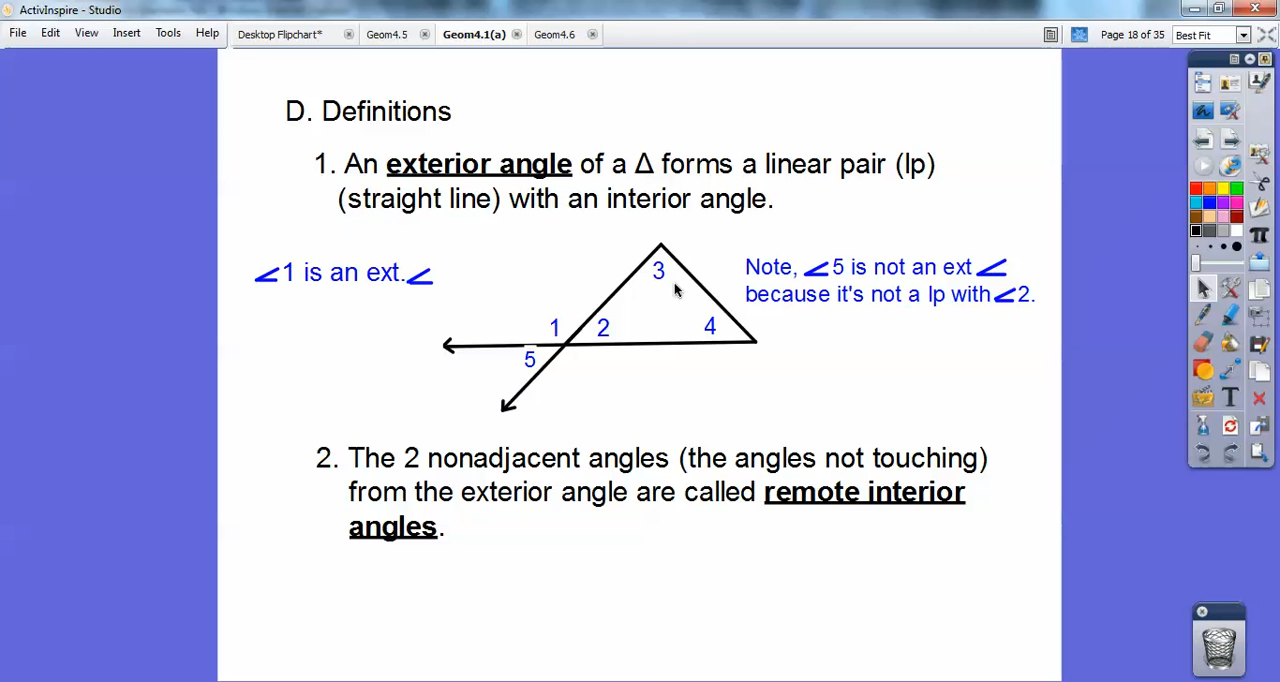 ActivInspire - Studio
File Edit View Insert Tools Help Desktop Flipchart* Geom4.5 Geom4.1(a) Geom4.6 Page 18 of 35 Best Fit
D. Definitions
1. An exterior angle of a Δ forms a linear pair (lp)
(straight line) with an interior angle.
∠1 is an ext.∠
3
Note, ∠5 is not an ext∠
because it's not a lp with∠2.
1 2 4
5
2. The 2 nonadjacent angles (the angles not touching)
from the exterior angle are called remote interior
angles.